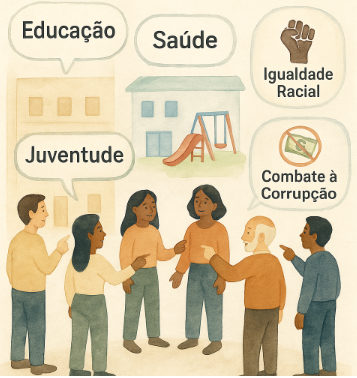 Educação
Saúde
Igualdade
Racial
Juventude
Combate à
Corrupção